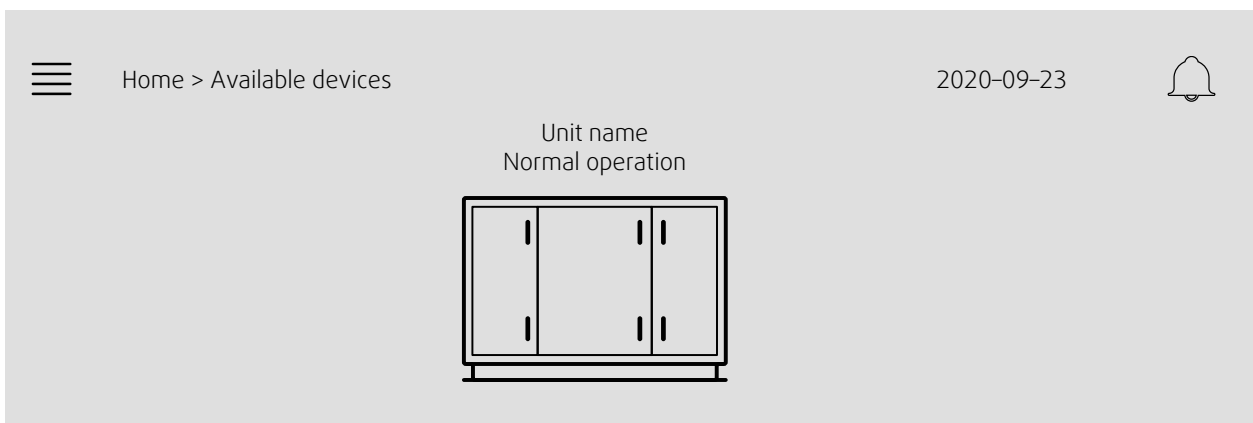 Home > Available devices
2020–09–23
Unit name
Normal operation